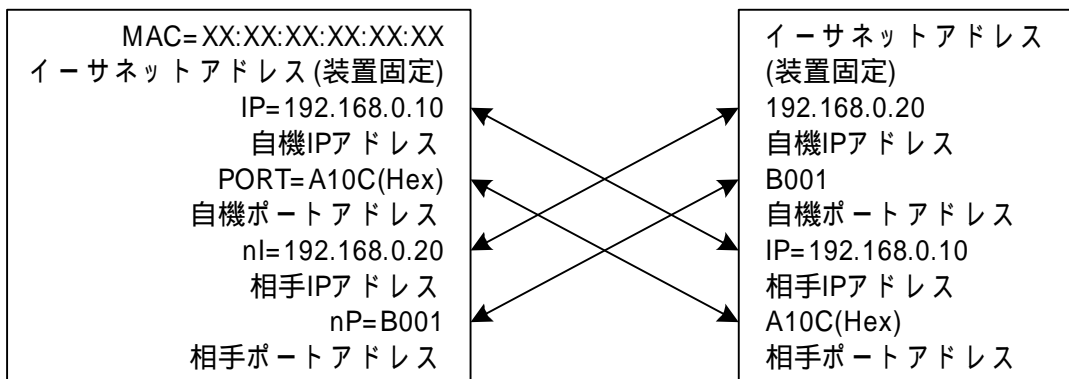 MAC=XX:XX:XX:XX:XX:XX
イーサネットアドレス(装置固定)
IP=192.168.0.10
自機IPアドレス
PORT=A10C(Hex)
自機ポートアドレス
nI=192.168.0.20
相手IPアドレス
nP=B001
相手ポートアドレス
イーサネットアドレス
(装置固定)
192.168.0.20
自機IPアドレス
B001
自機ポートアドレス
IP=192.168.0.10
相手IPアドレス
A10C(Hex)
相手ポートアドレス